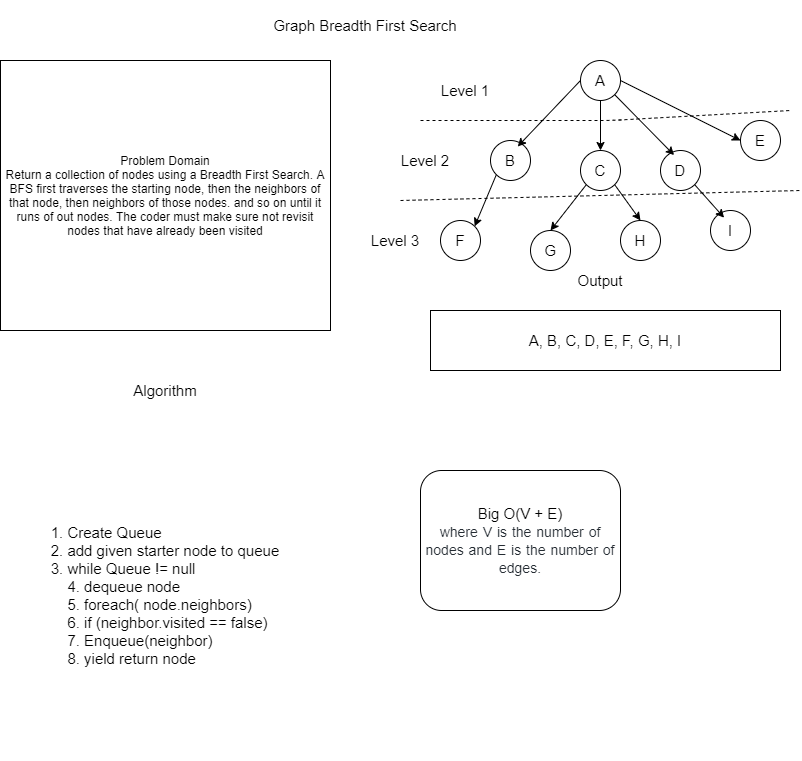 Graph Breadth First Search
Problem Domain
Return a collection of nodes using a Breadth First Search. A
BFS first traverses the starting node, then the neighbors of
that node, then neighbors of those nodes. and so on until it
runs of out nodes. The coder must make sure not revisit
nodes that have already been visited
Level 1
A
Level 2
B
C
D
E
Level 3
F
G
H
I
Output
A, B, C, D, E, F, G, H, I
Algorithm
1. Create Queue
2. add given starter node to queue
3. while Queue != null
4. dequeue node
5. foreach( node.neighbors)
6. if (neighbor.visited == false)
7. Enqueue(neighbor)
8. yield return node
Big O(V + E)
where V is the number of
nodes and E is the number of
edges.